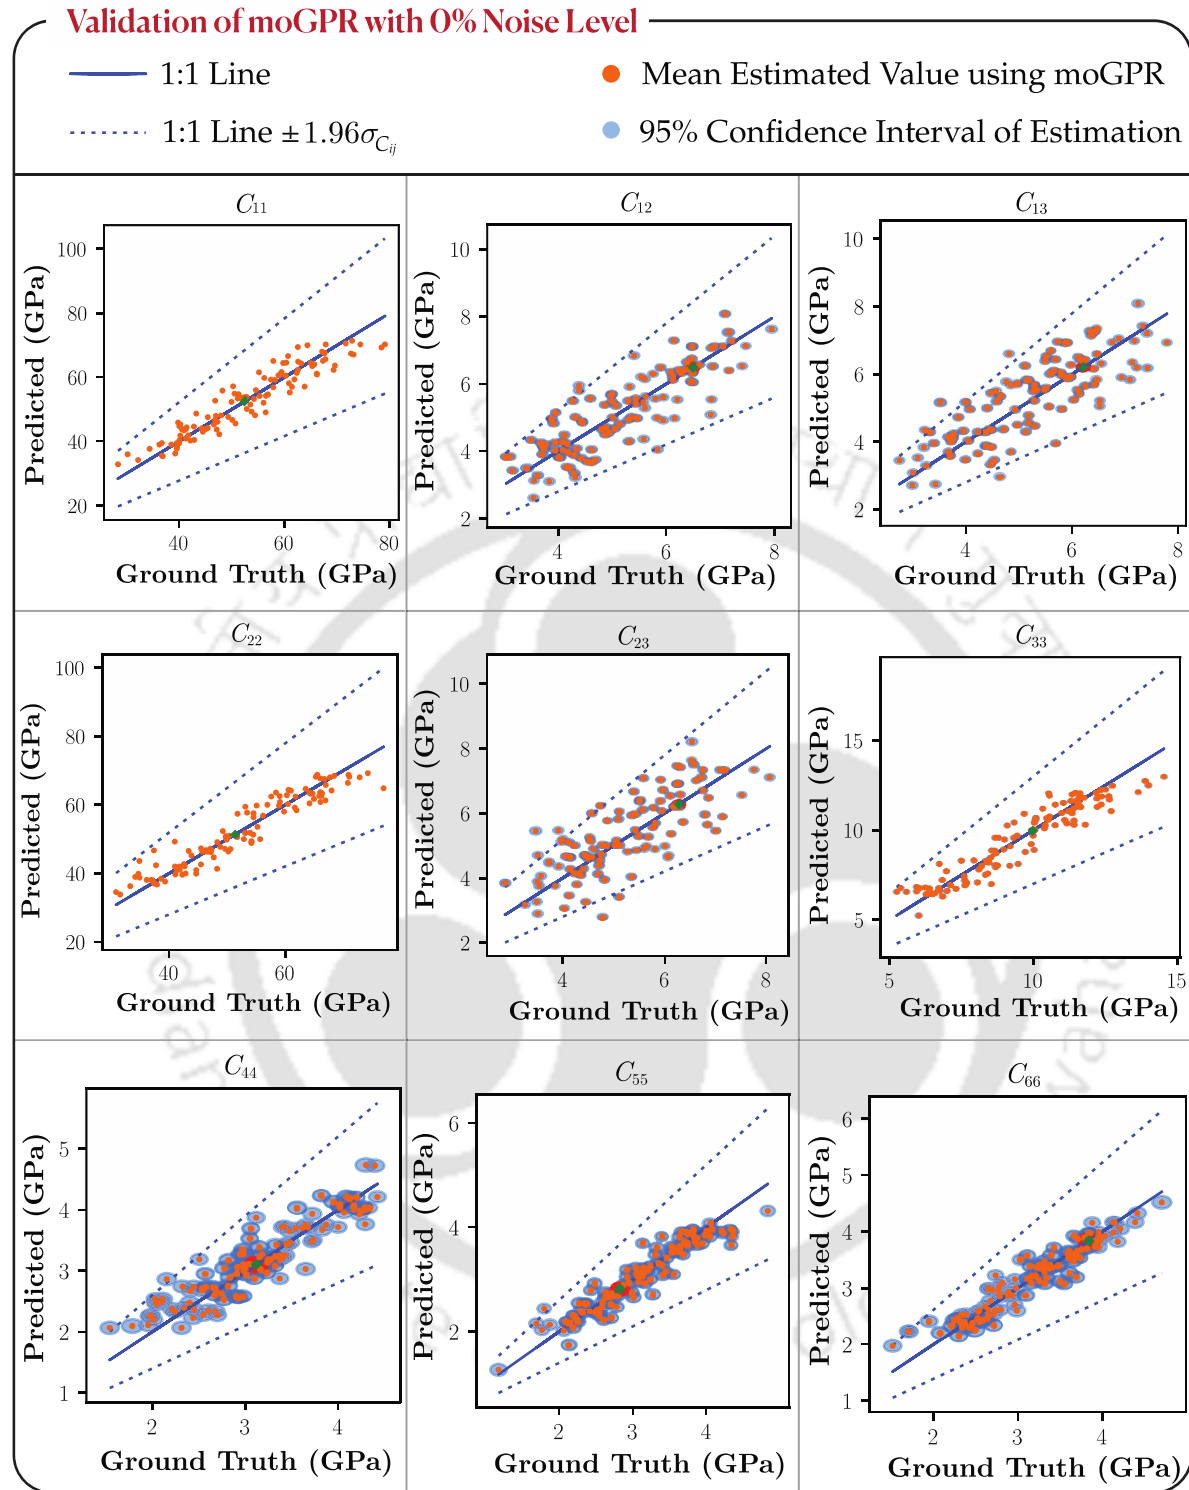 Validation of moGPR with 0% Noise Level
1:1 Line
Mean Estimated Value using moGPR
1:1 Line ± 1.96σ_{C_{ij}}
95% Confidence Interval of Estimation
C₁₁
Predicted (GPa)
100
80
60
40
20
40 60 80
Ground Truth (GPa)
C₁₂
Predicted (GPa)
10
8
6
4
2
4 6 8
Ground Truth (GPa)
C₁₃
Predicted (GPa)
10
8
6
4
2
4 6 8
Ground Truth (GPa)
C₂₂
Predicted (GPa)
100
80
60
40
20
40 60
Ground Truth (GPa)
C₂₃
Predicted (GPa)
10
8
6
4
2
4 6 8
Ground Truth (GPa)
C₃₃
Predicted (GPa)
15
10
5
5 10 15
Ground Truth (GPa)
C₄₄
Predicted (GPa)
5
4
3
2
1
2 3 4
Ground Truth (GPa)
C₅₅
Predicted (GPa)
6
4
2
2 3 4
Ground Truth (GPa)
C₆₆
Predicted (GPa)
6
5
4
3
2
1
2 3 4
Ground Truth (GPa)